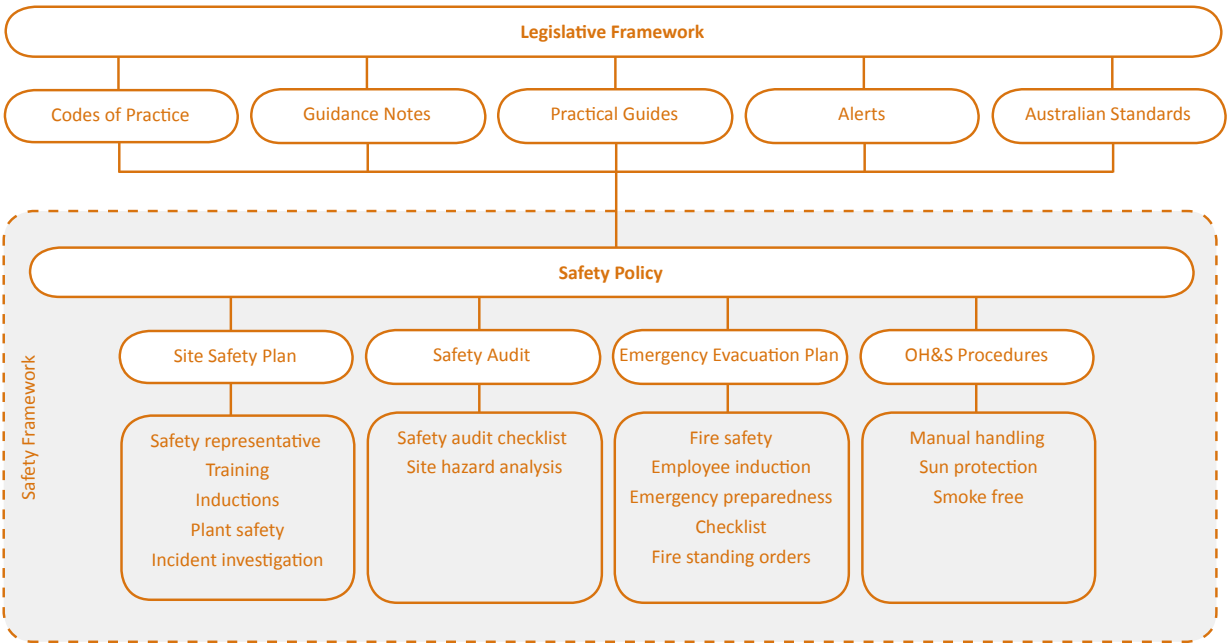 Legislative Framework
Codes of Practice
Guidance Notes
Practical Guides
Alerts
Australian Standards
Safety Framework
Safety Policy
Site Safety Plan
Safety Audit
Emergency Evacuation Plan
OH&S Procedures
Safety representative
Training
Inductions
Plant safety
Incident investigation
Safety audit checklist
Site hazard analysis
Fire safety
Employee induction
Emergency preparedness
Checklist
Fire standing orders
Manual handling
Sun protection
Smoke free